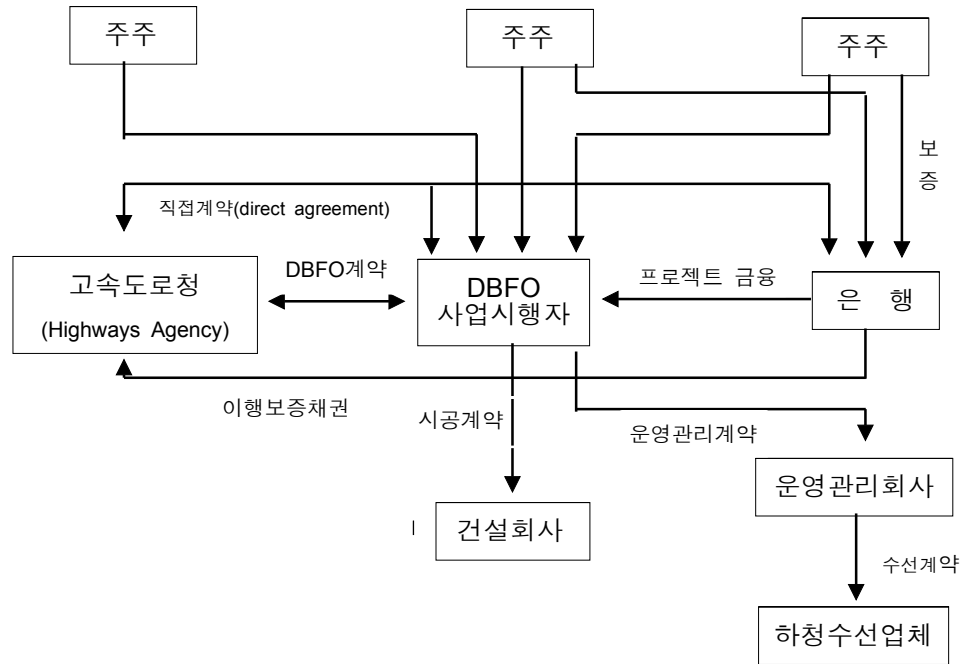 주주
주주
주주
보
증
직접계약(direct agreement)
고속도로청
(Highways Agency)
DBFO계약
DBFO
사업시행자
프로젝트 금융
은 행
이행보증채권
시공계약
운영관리계약
운영관리회사
건설회사
수선계약
하청수선업체